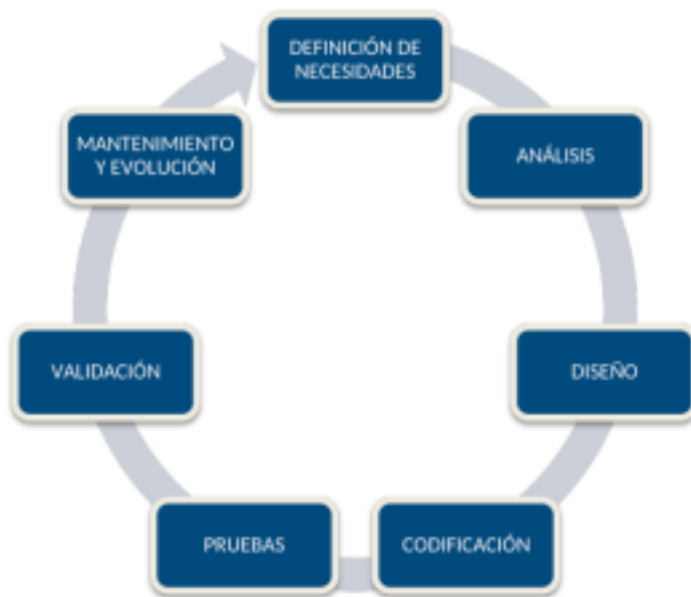 DEFINICIÓN DE
NECESIDADES
ANÁLISIS
DISEÑO
CODIFICACIÓN
PRUEBAS
VALIDACIÓN
MANTENIMIENTO
Y EVOLUCIÓN